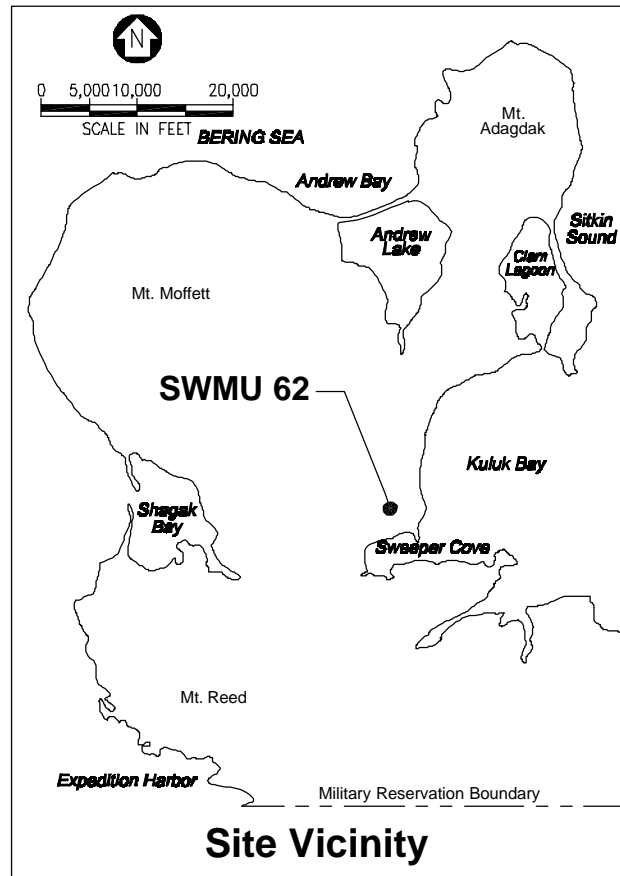 N
0 5,000 10,000 20,000
SCALE IN FEET
BERING SEA
Mt.
Adagdak
Andrew Bay
Andrew
Lake
Sitkin
Sound
Clam
Lagoon
Mt. Moffett
SWMU 62
Kuluk Bay
Shagak
Bay
Sweeper Cove
Mt. Reed
Expedition Harbor
Military Reservation Boundary
Site Vicinity